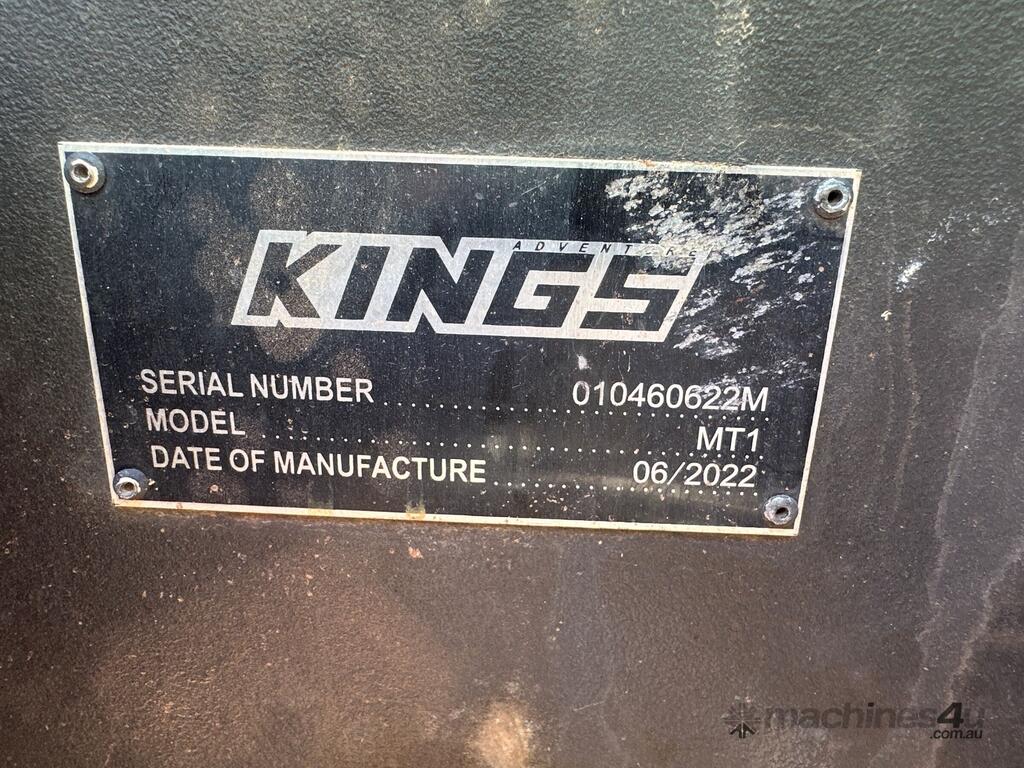 KINGS
ADVENTURE
SERIAL NUMBER ........................ 010460622M
MODEL ........................ MT1
DATE OF MANUFACTURE ........................ 06/2022
machines4u
.com.au